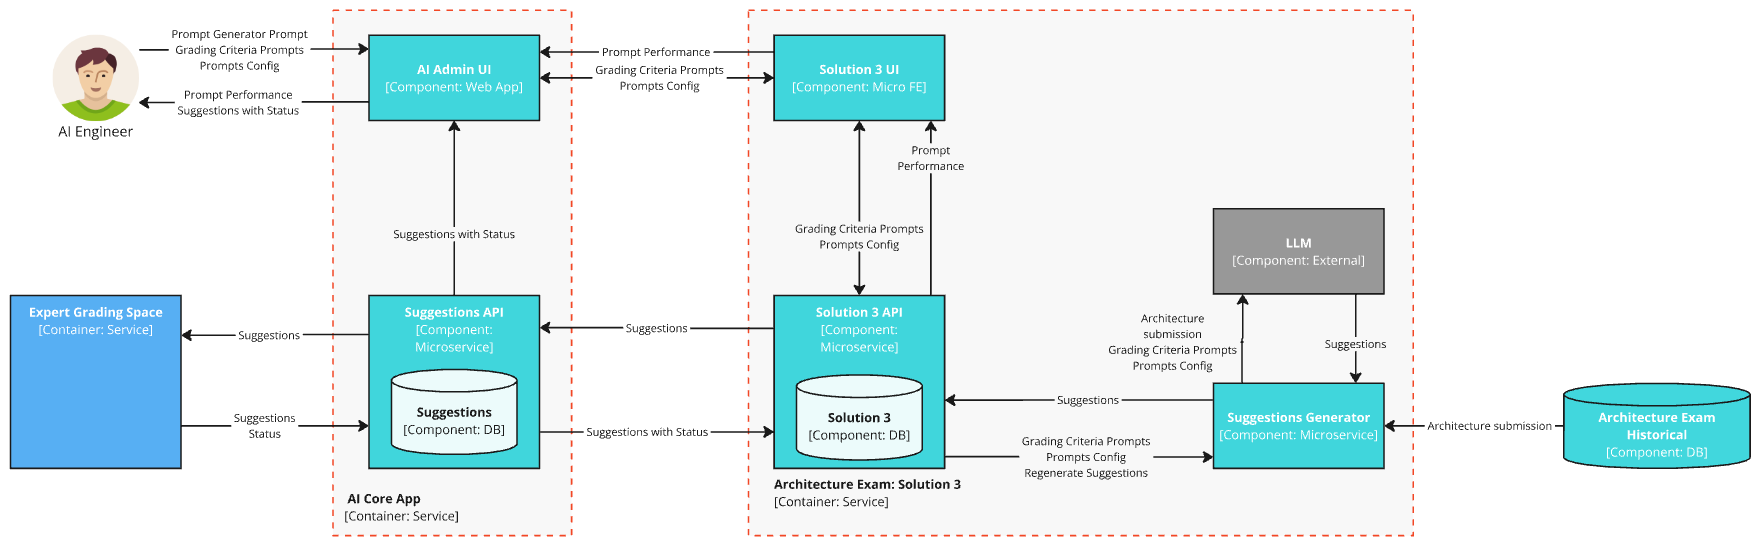 Prompt Generator Prompt
Grading Criteria Prompts
Prompts Config
Prompt Performance
Suggestions with Status
AI Engineer
AI Admin UI
[Component: Web App]
Prompt Performance
Grading Criteria Prompts
Prompts Config
Solution 3 UI
[Component: Micro FE]
Prompt
Performance
Suggestions with Status
Grading Criteria Prompts
Prompts Config
LLM
[Component: External]
Expert Grading Space
[Container: Service]
Suggestions
Suggestions
Status
Suggestions API
[Component:
Microservice]
Suggestions
[Component: DB]
Suggestions
Suggestions with Status
Solution 3 API
[Component:
Microservice]
Solution 3
[Component: DB]
Architecture
submission
Grading Criteria Prompts
Prompts Config
Suggestions
Suggestions
Grading Criteria Prompts
Prompts Config
Regenerate Suggestions
Suggestions Generator
[Component: Microservice]
Architecture submission
Architecture Exam
Historical
[Component: DB]
AI Core App
[Container: Service]
Architecture Exam: Solution 3
[Container: Service]